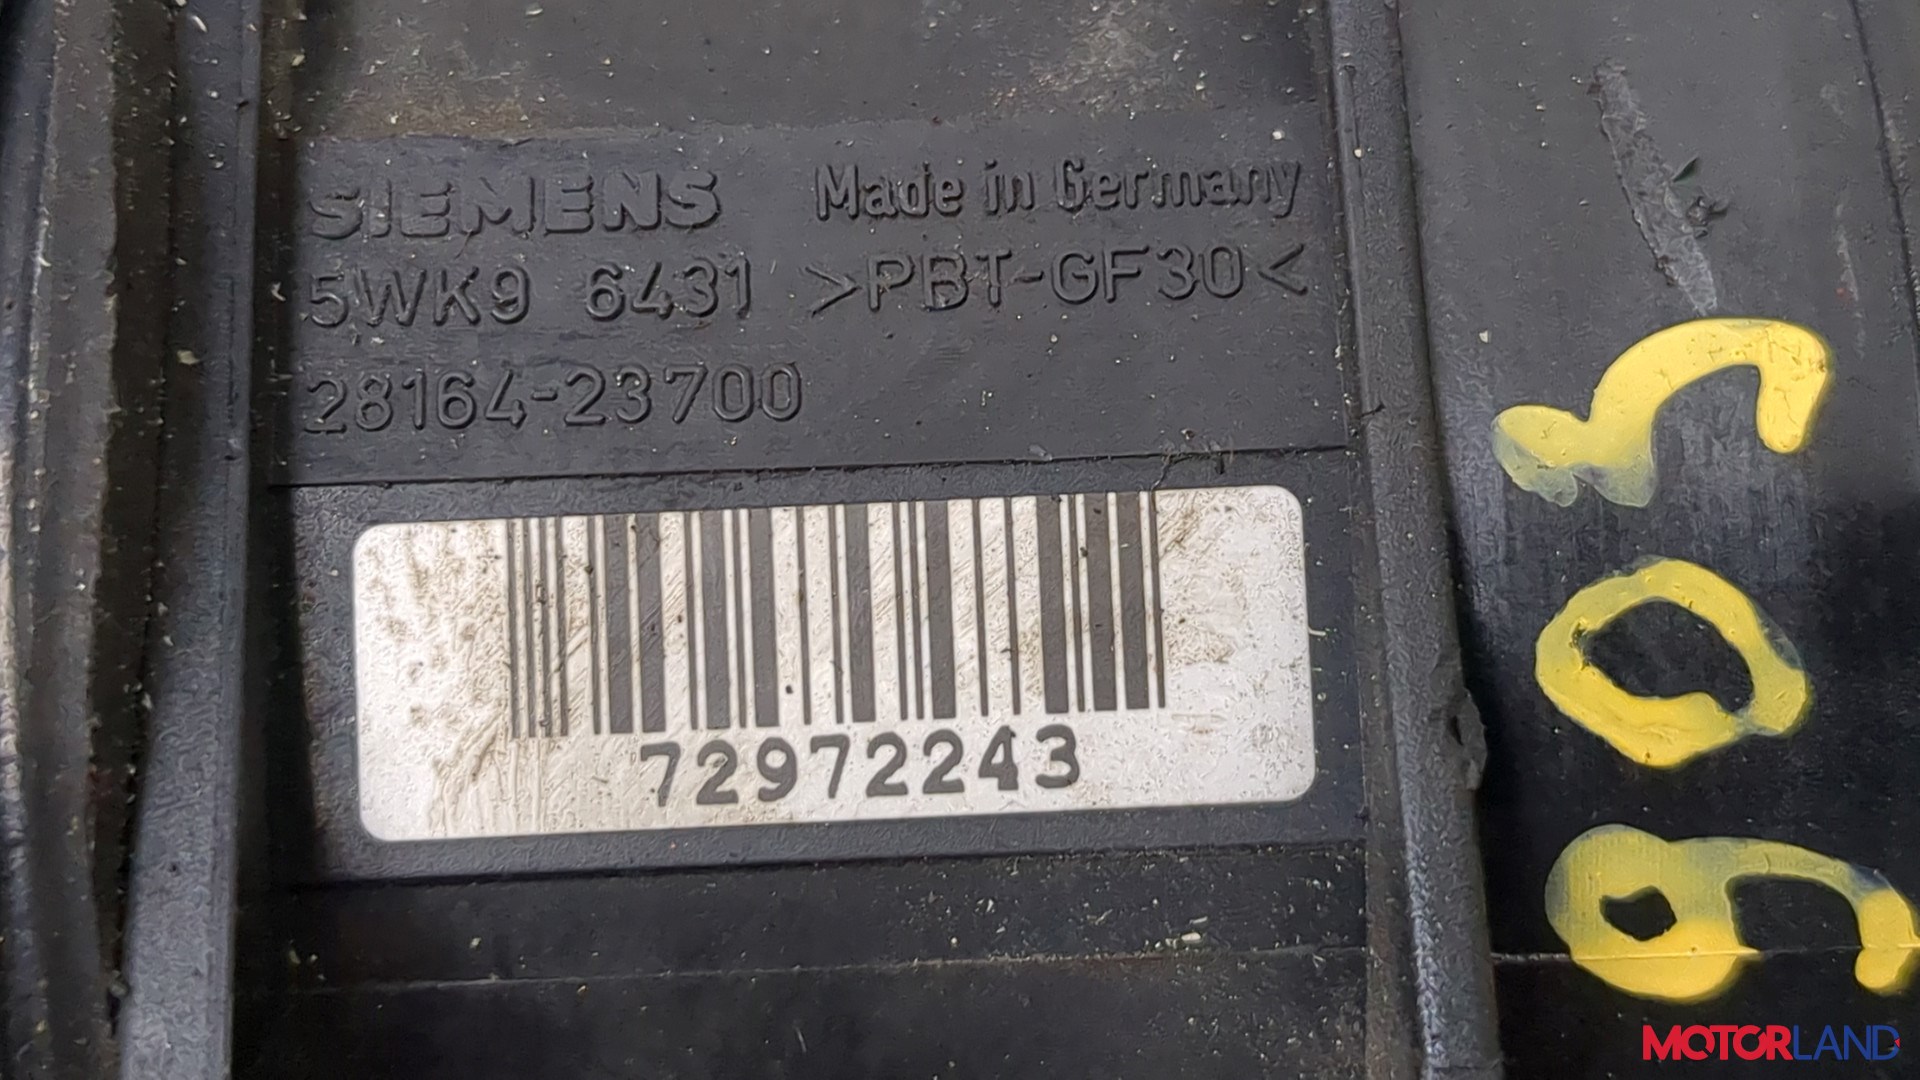 SIEMENS Made in Germany
5WK9 6431 >PBT-GF30<
28164-23700
72972243
MOTORLAND